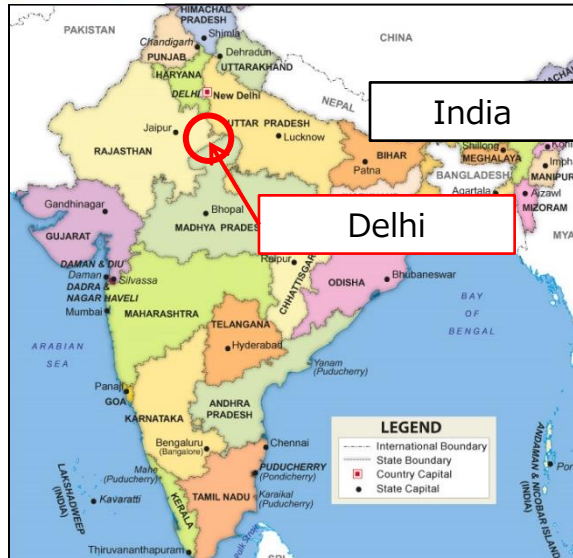 HIMACHAL
PRADESH
PAKISTAN
CHINA
Chandigarh
Shimla
PUNJAB
Dehradun
UTTARAKHAND
HARYANA
DELHI
New Delhi
NEPAL
India
UTTAR PRADESH
Jaipur
Lucknow
RAJASTHAN
BIHAR
Patna
Shillong
MEGHALAYA
MANIPUR
BANGLADESH
Agartala
Aizawl
MIZORAM
Delhi
Gandhinagar
Bhopal
GUJARAT
MADHYA
DAMAN & DIU
Daman
Silvassa
DADRA &
NAGAR HAVELI
Raipur
CHHATTISGARH
ODISHA
Bhubaneswar
Mumbai
MAHARASHTRA
BAY
OF
BENGAL
TELANGANA
Hyderabad
ARABIAN
SEA
Yanam
(Puducherry)
Panaji
GOA
ANDHRA
PRADESH
KARNATAKA
LEGEND
International Boundary
State Boundary
Country Capital
State Capital
Bengaluru
(Bangalore)
Chennai
Mahe
(Puducherry)
PUDUCHERRY
(Pondicherry)
LAKSHADWEEP
(INDIA)
Kavaratti
KERALA
TAMIL NADU
Karaikal
(Puducherry)
ANDAMAN & NICOBAR ISLAND
(INDIA)
Thiruvananthapuram